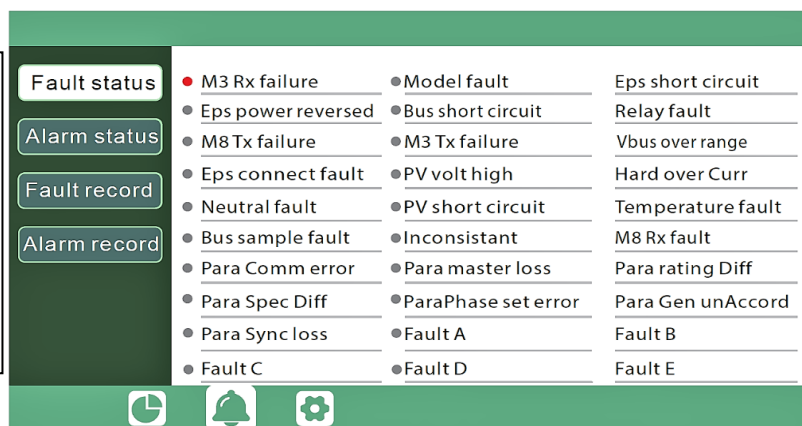 Fault status
Alarm status
Fault record
Alarm record
M3 Rx failure Model fault Eps short circuit
Eps power reversed Bus short circuit Relay fault
M8 Tx failure M3 Tx failure Vbus over range
Eps connect fault PV volt high Hard over Curr
Neutral fault PV short circuit Temperature fault
Bus sample fault Inconsistant M8 Rx fault
Para Comm error Para master loss Para rating Diff
Para Spec Diff ParaPhase set error Para Gen unAccord
Para Sync loss Fault A Fault B
Fault C Fault D Fault E